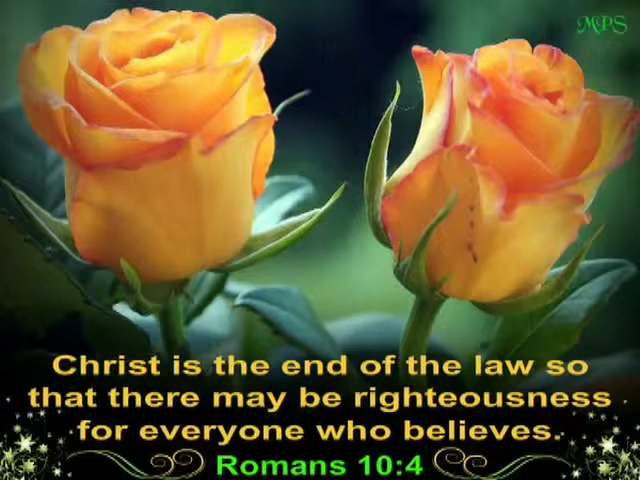 MPS
Christ is the end of the law so
that there may be righteousness
for everyone who believes.
Romans 10:4